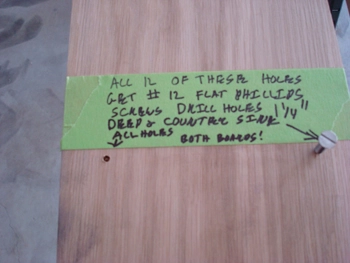 ALL 12 OF THESE HOLES
GET # 12 FLAT PHILLIPS
SCREWS DRILL HOLES 1 1/4"
DEEP & COUNTER SINK
ALL HOLES BOTH BOARDS!